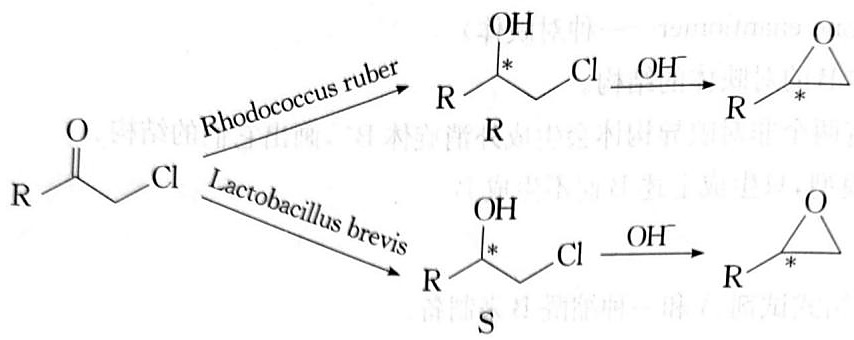 OH
*
Cl
OH⁻
O
R
*
R
R
Rhodococcus ruber
O
R
Cl
Lactobacillus brevis
OH
*
Cl
OH⁻
O
R
*
R
S